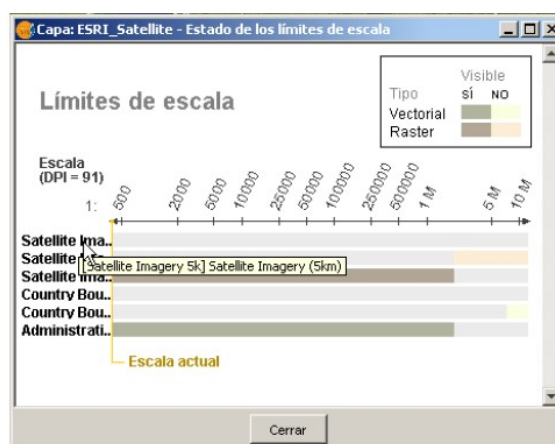 Capa: ESRI_Satellite - Estado de los límites de escala
Límites de escala
Visible
Tipo SÍ NO
Vectorial
Raster
Escala
(DPI = 91)
1: 500 2000 5000 10000 25000 50000 100000 250000 500000 1 M 5 M 10 M
Satellite Ima..
Satellite
[Satellite Imagery 5k] Satellite Imagery (5km)
Satellite Ima..
Country Bou..
Country Bou..
Administrati..
Escala actual
Cerrar